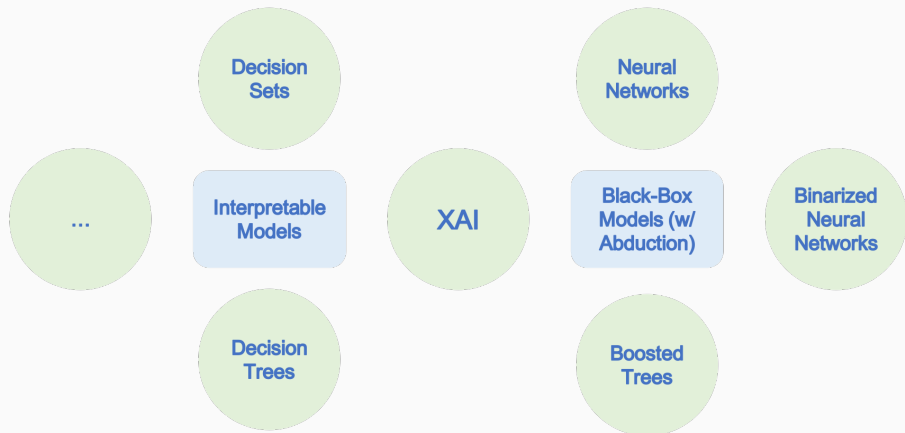 Decision
Sets
Neural
Networks
...
Interpretable
Models
XAI
Black-Box
Models (w/
Abduction)
Binarized
Neural
Networks
Decision
Trees
Boosted
Trees